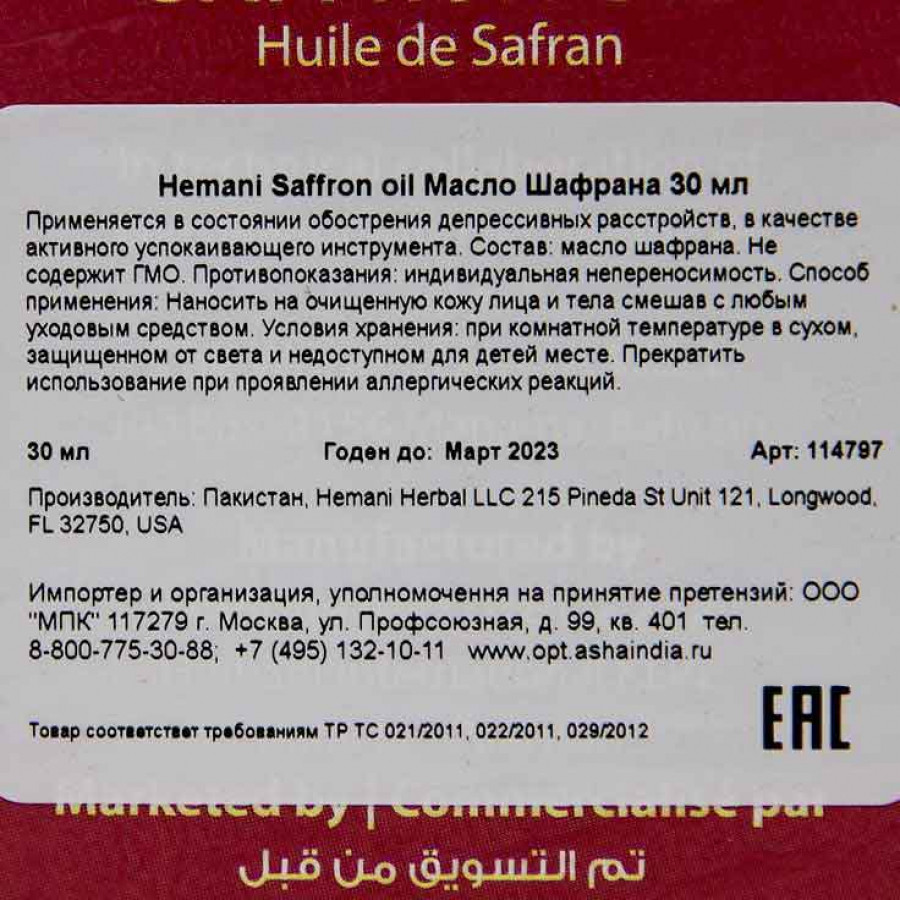 Huile de Safran
Hemani Saffron oil Масло Шафрана 30 мл
Применяется в состоянии обострения депрессивных расстройств, в качестве
активного успокаивающего инструмента. Состав: масло шафрана. Не
содержит ГМО. Противопоказания: индивидуальная непереносимость. Способ
применения: Наносить на очищенную кожу лица и тела смешав с любым
уходовым средством. Условия хранения: при комнатной температуре в сухом,
защищенном от света и недоступном для детей месте. Прекратить
использование при проявлении аллергических реакций.
30 мл Годен до: Март 2023 Арт: 114797
Производитель: Пакистан, Hemani Herbal LLC 215 Pineda St Unit 121, Longwood,
FL 32750, USA
Manufactured by
Импортер и организация, уполномочення на принятие претензий: ООО
"МПК" 117279 г. Москва, ул. Профсоюзная, д. 99, кв. 401 тел.
8-800-775-30-88; +7 (495) 132-10-11 www.opt.ashaindia.ru
Товар соответствует требованиям ТР ТС 021/2011, 022/2011, 029/2012
EAC
Marketed by | Commercialisé par
تم التسويق من قبل